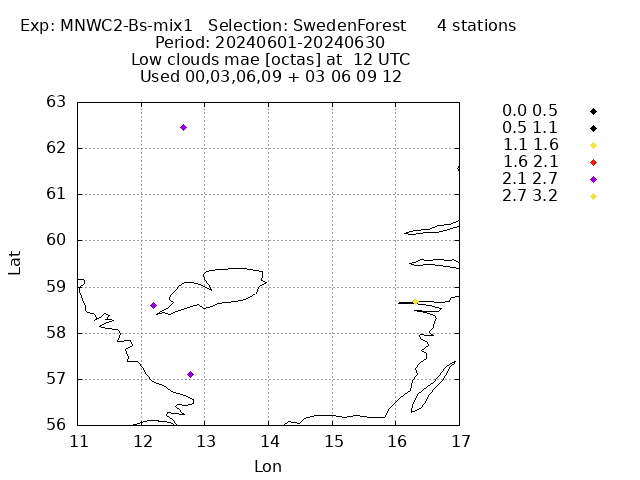 Exp: MNWC2-Bs-mix1 Selection: SwedenForest 4 stations
Period: 20240601-20240630
Low clouds mae [octas] at 12 UTC
Used 00,03,06,09 + 03 06 09 12
63
62
61
60
59
58
57
56
Lat
11 12 13 14 15 16 17
Lon
0.0 0.5
0.5 1.1
1.1 1.6
1.6 2.1
2.1 2.7
2.7 3.2